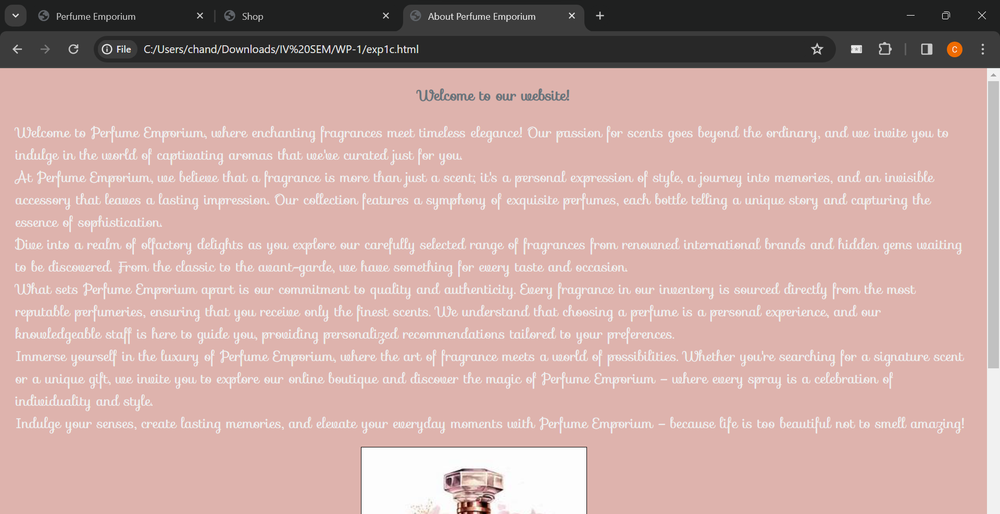 Perfume Emporium
Shop
About Perfume Emporium
File
C:/Users/chand/Downloads/IV%20SEM/WP-1/exp1c.html
C
Welcome to our website!
Welcome to Perfume Emporium, where enchanting fragrances meet timeless elegance! Our passion for scents goes beyond the ordinary, and we invite you to
indulge in the world of captivating aromas that we've curated just for you.
At Perfume Emporium, we believe that a fragrance is more than just a scent; it's a personal expression of style, a journey into memories, and an invisible
accessory that leaves a lasting impression. Our collection features a symphony of exquisite perfumes, each bottle telling a unique story and capturing the
essence of sophistication.
Dive into a realm of olfactory delights as you explore our carefully selected range of fragrances from renowned international brands and hidden gems waiting
to be discovered. From the classic to the avant-garde, we have something for every taste and occasion.
What sets Perfume Emporium apart is our commitment to quality and authenticity. Every fragrance in our inventory is sourced directly from the most
reputable perfumeries, ensuring that you receive only the finest scents. We understand that choosing a perfume is a personal experience, and our
knowledgeable staff is here to guide you, providing personalized recommendations tailored to your preferences.
Immerse yourself in the luxury of Perfume Emporium, where the art of fragrance meets a world of possibilities. Whether you're searching for a signature scent
or a unique gift, we invite you to explore our online boutique and discover the magic of Perfume Emporium – where every spray is a celebration of
individuality and style.
Indulge your senses, create lasting memories, and elevate your everyday moments with Perfume Emporium – because life is too beautiful not to smell amazing!